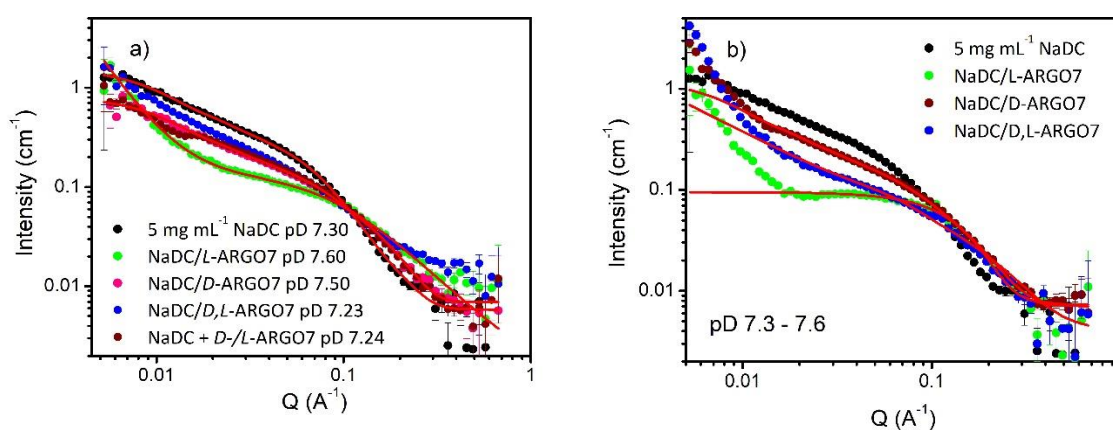 a)
1
0.1
0.01
Intensity (cm⁻¹)
5 mg mL⁻¹ NaDC pD 7.30
NaDC/L-ARGO7 pD 7.60
NaDC/D-ARGO7 pD 7.50
NaDC/D,L-ARGO7 pD 7.23
NaDC + D-/L-ARGO7 pD 7.24
0.01
0.1
1
Q (A⁻¹)
b)
1
0.1
0.01
Intensity (cm⁻¹)
5 mg mL⁻¹ NaDC
NaDC/L-ARGO7
NaDC/D-ARGO7
NaDC/D,L-ARGO7
pD 7.3 - 7.6
0.01
0.1
Q (A⁻¹)